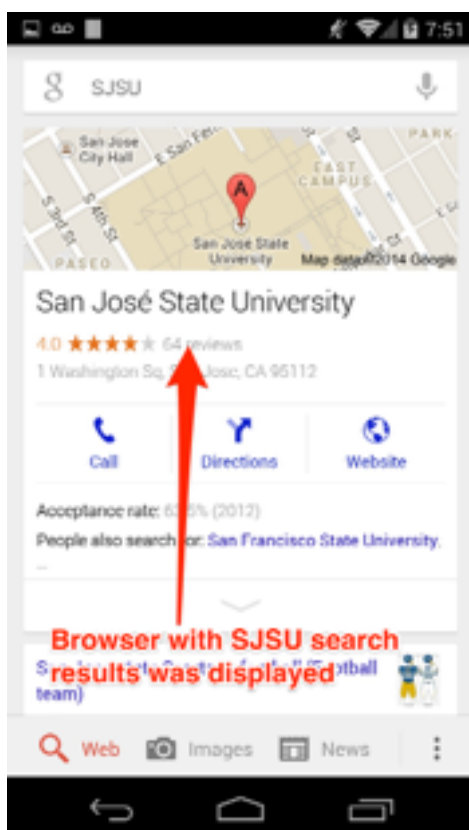 7:51
g SJSU
San Jose
City Hall
E San Fer
PARK
EAST
CAMPUS
S 3rd St
S 4th St
A
San Jose State
University
PASEO
Map data ©2014 Google
San José State University
4.0 64 reviews
1 Washington Sq, San Jose, CA 95112
Call Directions Website
Acceptance rate: 63.5% (2012)
People also search for: San Francisco State University,
...
Browser with SJSU search
results was displayed
team)
Web Images News